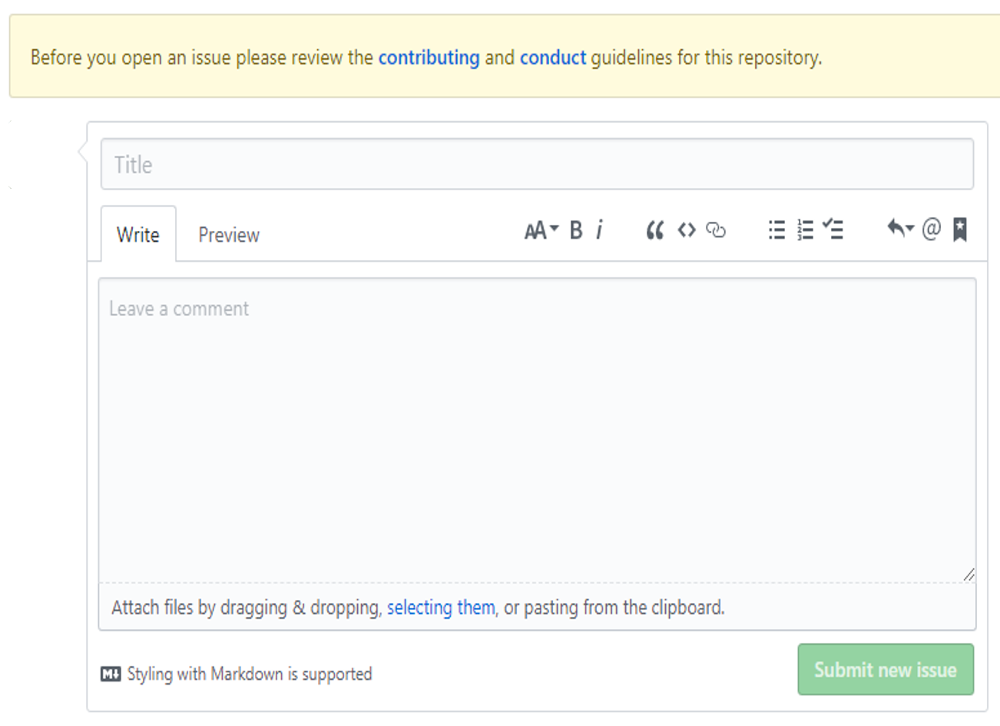 Before you open an issue please review the contributing and conduct guidelines for this repository.
Title
Write Preview AA B i “ <> @
Leave a comment
Attach files by dragging & dropping, selecting them, or pasting from the clipboard.
M↓ Styling with Markdown is supported
Submit new issue